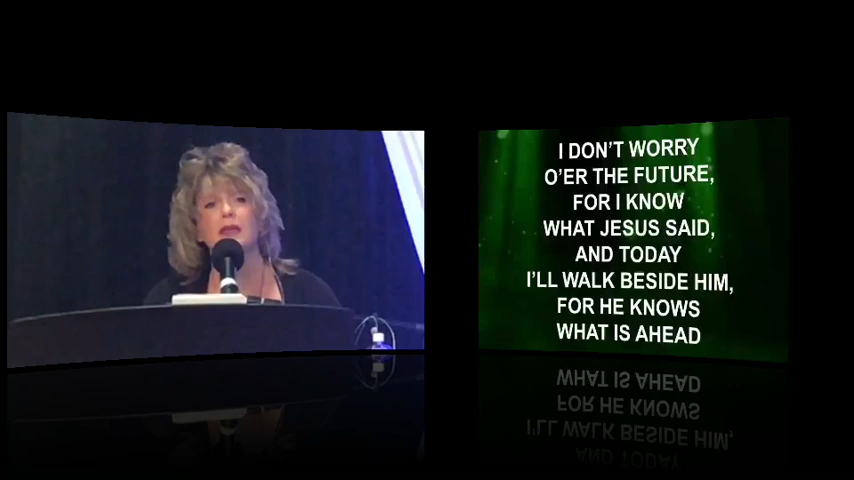 I DON'T WORRY
O'ER THE FUTURE,
FOR I KNOW
WHAT JESUS SAID,
AND TODAY
I'LL WALK BESIDE HIM,
FOR HE KNOWS
WHAT IS AHEAD